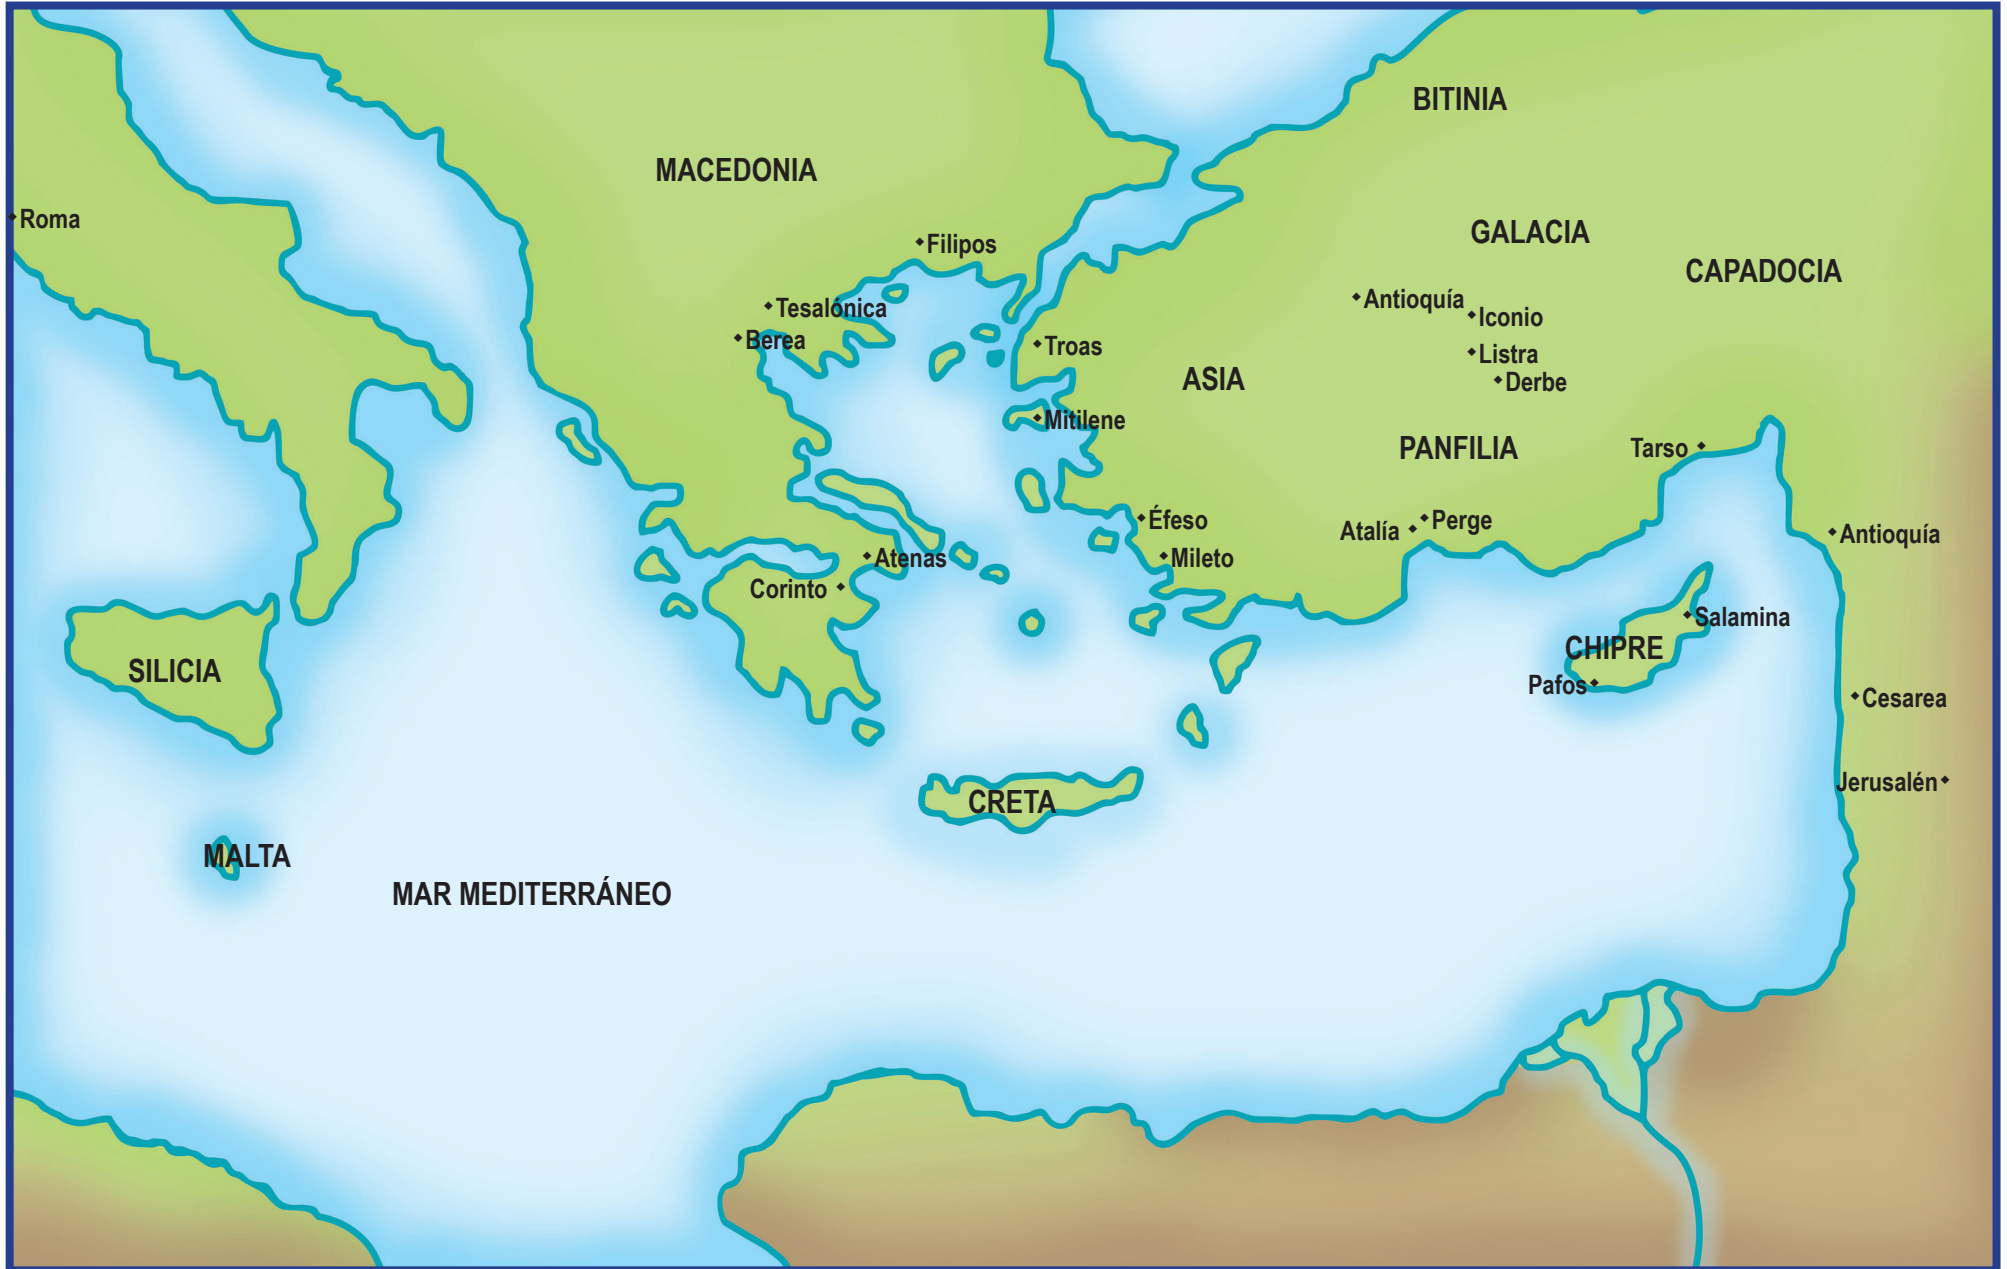 BITINIA
MACEDONIA
Roma
GALACIA
Filipos
CAPADOCIA
Antioquía
Tesalónica
Iconio
Berea
Troas
Listra
ASIA
Derbe
Mitilene
PANFILIA
Tarso
Éfeso
Perge
Atalía
Antioquía
Atenas
Mileto
Corinto
Salamina
CHIPRE
SILICIA
Pafos
Cesarea
Jerusalén
CRETA
MALTA
MAR MEDITERRÁNEO